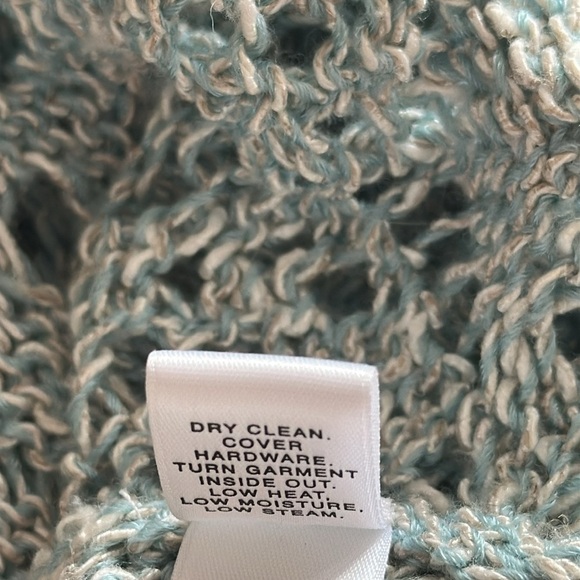 DRY CLEAN.
COVER
HARDWARE.
TURN GARMENT
INSIDE OUT.
LOW HEAT,
LOW MOISTURE.
LOW STEAM.